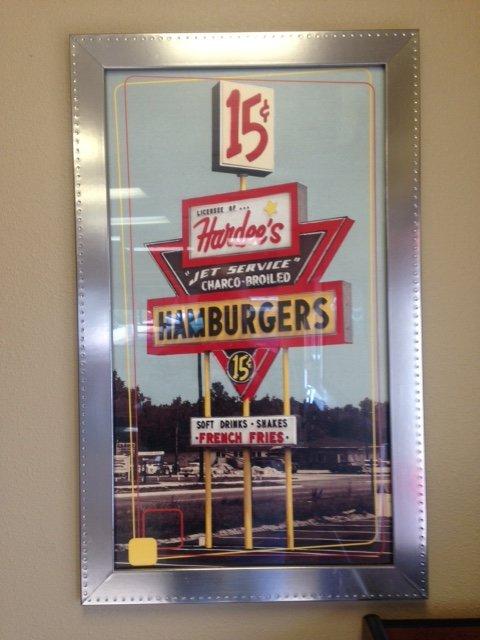 15¢
LICENSEE OF ...
Hardee's
"JET SERVICE"
CHARCO-BROILED
HAMBURGERS
15¢
SOFT DRINKS • SHAKES
• FRENCH FRIES •